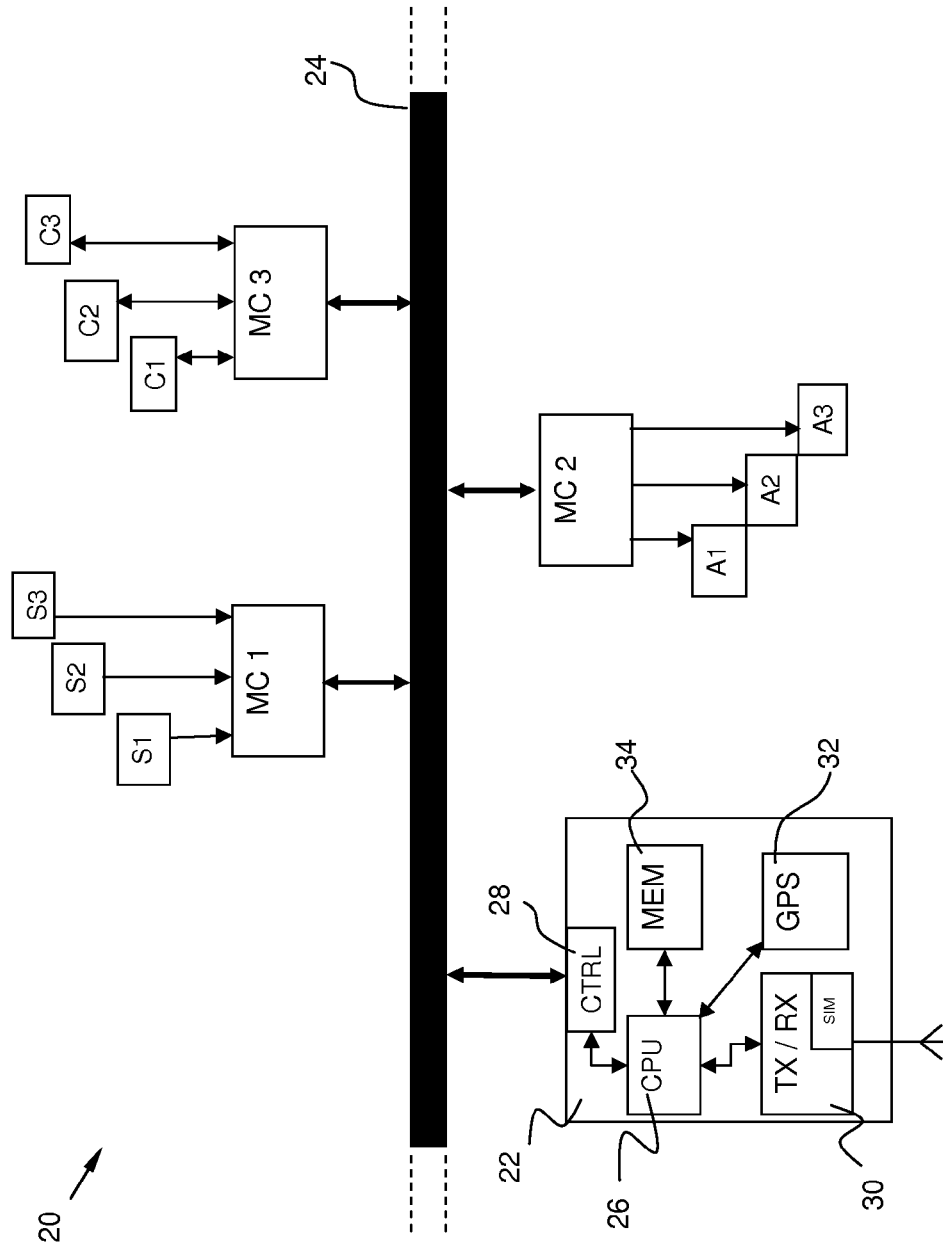 20
24
S1
S2
S3
MC 1
C1
C2
C3
MC 3
MC 2
A1
A2
A3
22
28
CTRL
34
MEM
26
CPU
32
GPS
30
TX / RX
SIM